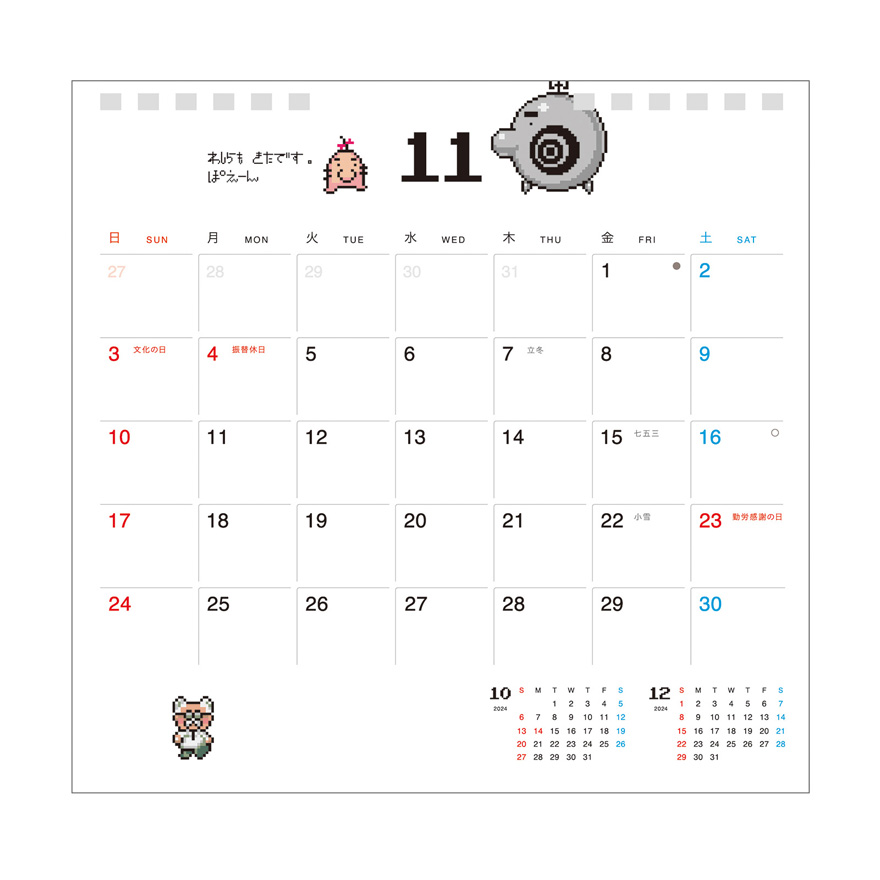 れしらも きたです。
ぽえーん
11
日 SUN 月 MON 火 TUE 水 WED 木 THU 金 FRI 土 SAT
27 28 29 30 31 1 2
3 文化の日 4 振替休日 5 6 7 立冬 8 9
10 11 12 13 14 15 七五三 16
17 18 19 20 21 22 小雪 23 勤労感謝の日
24 25 26 27 28 29 30
10
2024
S M T W T F S
1 2 3 4 5
6 7 8 9 10 11 12
13 14 15 16 17 18 19
20 21 22 23 24 25 26
27 28 29 30 31
12
2024
S M T W T F S
1 2 3 4 5 6 7
8 9 10 11 12 13 14
15 16 17 18 19 20 21
22 23 24 25 26 27 28
29 30 31